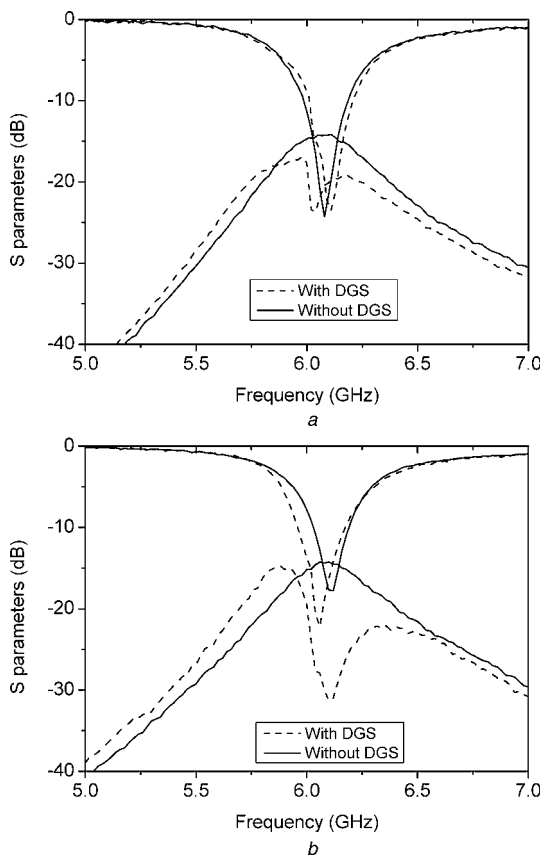 0
-10
-20
-30
-40
S parameters (dB)
With DGS
Without DGS
5.0 5.5 6.0 6.5 7.0
Frequency (GHz)
a
0
-10
-20
-30
-40
S parameters (dB)
With DGS
Without DGS
5.0 5.5 6.0 6.5 7.0
Frequency (GHz)
b